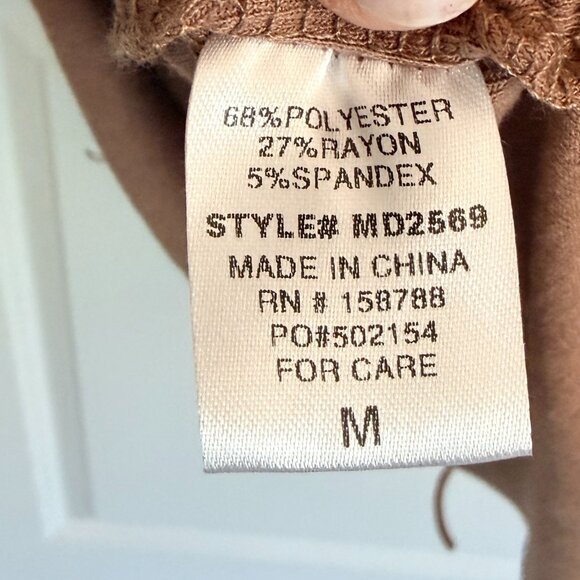 68%POLYESTER
27%RAYON
5%SPANDEX
STYLE# MD2569
MADE IN CHINA
RN # 158788
PO#502154
FOR CARE
M